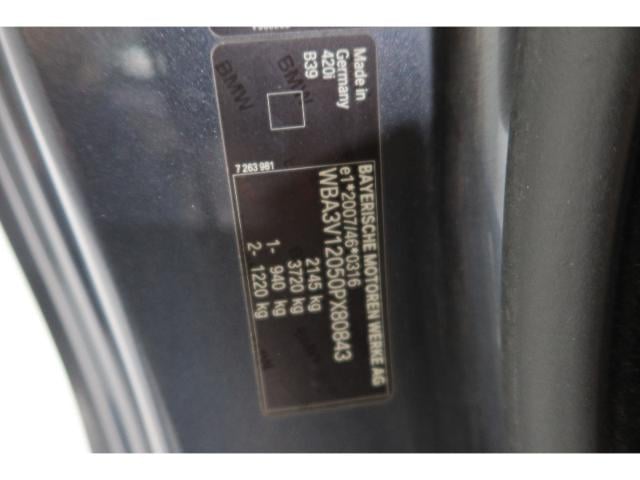 Made in
Germany
420i
B39
BMW
BMW
7 263 981
BAYERISCHE MOTOREN WERKE AG
e1*2007/46*0316
WBA3V12050PX80843
2145 kg
3720 kg
1- 940 kg
2- 1220 kg